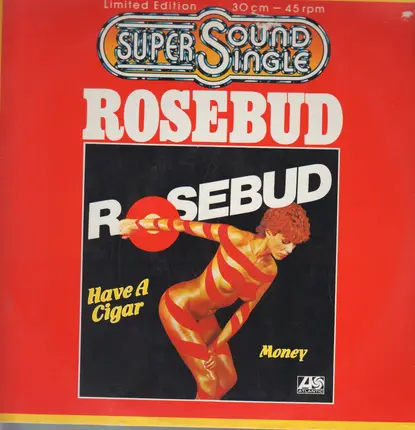 Limited Edition 30 cm – 45 rpm
SUPER SOUND SINGLE
ROSEBUD
ROSEBUD
Have A
Cigar
Money
ATLANTIC